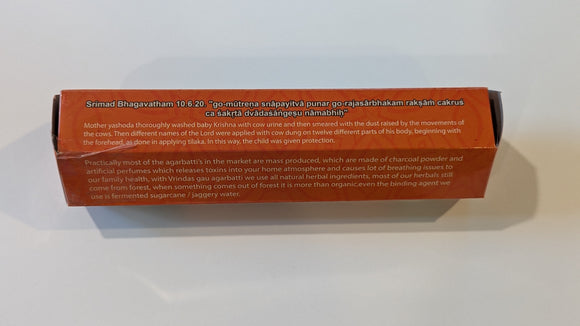 Srimad Bhagavatham 10.6.20. "go-mūtreṇa snāpayitvā punar go-rajasārbhakam rakṣāṁ cakrus
ca śakṛtā dvādaśāṅgeṣu nāmabhiḥ"
Mother yashoda thoroughly washed baby Krishna with cow urine and then smeared with the dust raised by the movements of
the cows. Then different names of the Lord were applied with cow dung on twelve different parts of his body, beginning with
the forehead, as done in applying tilaka. In this way, the child was given protection.
Practically most of the agarbatti's in the market are mass produced, which are made of charcoal powder and
artificial perfumes which releases toxins into your home atmosphere and causes lot of breathing issues to
our family health, with Vrindas gau agarbatti we use all natural herbal ingredients, most of our herbals still
come from forest, when something comes out of forest it is more than organic.even the binding agent we
use is fermented sugarcane / jaggery water.